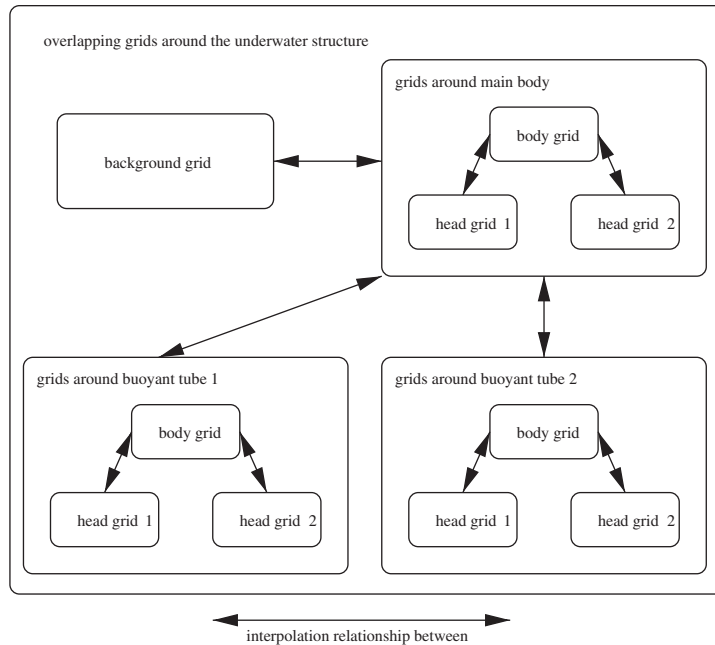 overlapping grids around the underwater structure
grids around main body
body grid
head grid 1
head grid 2
background grid
grids around buoyant tube 1
body grid
head grid 1
head grid 2
grids around buoyant tube 2
body grid
head grid 1
head grid 2
interpolation relationship between